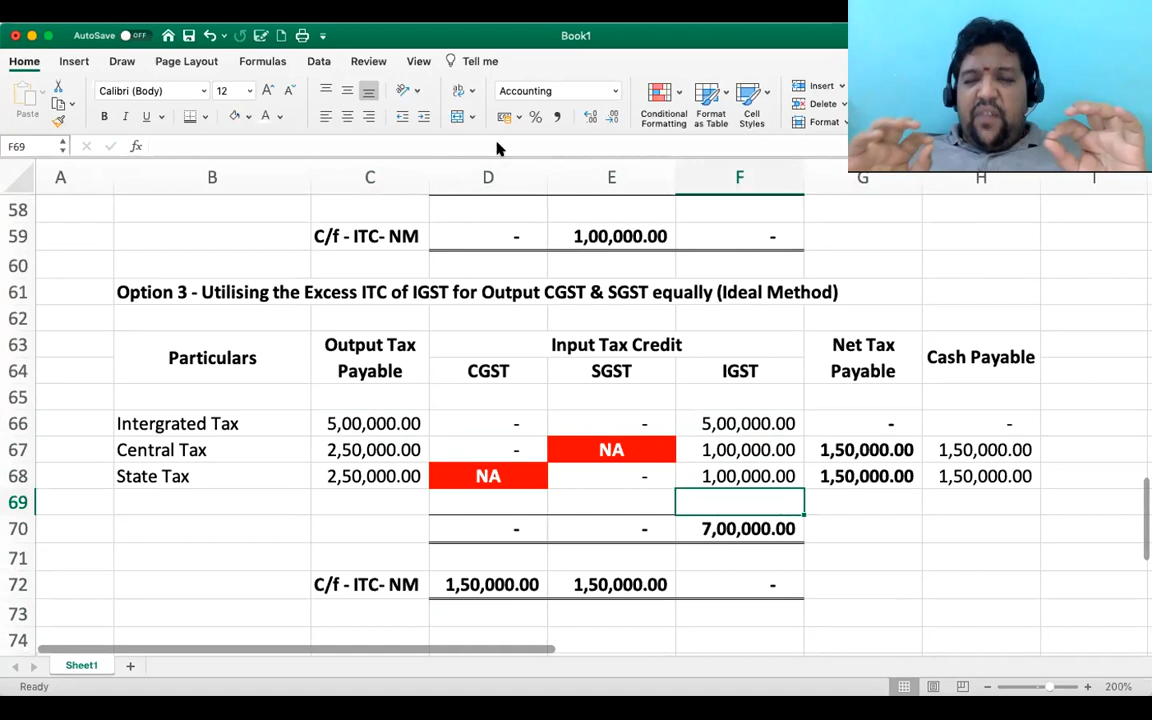 AutoSave OFF Book1
Home Insert Draw Page Layout Formulas Data Review View Tell me
Paste Calibri (Body) 12 A A Accounting % Conditional Formatting Format as Table Cell Styles Insert Delete Format
B I U A
F69 fx
A B C D E F G H I
58
59 C/f - ITC- NM - 1,00,000.00 -
60
61 Option 3 - Utilising the Excess ITC of IGST for Output CGST & SGST equally (Ideal Method)
62
63 Particulars Output Tax Input Tax Credit Net Tax Cash Payable
64 Payable CGST SGST IGST Payable
65
66 Intergrated Tax 5,00,000.00 - - 5,00,000.00 - -
67 Central Tax 2,50,000.00 - NA 1,00,000.00 1,50,000.00 1,50,000.00
68 State Tax 2,50,000.00 NA - 1,00,000.00 1,50,000.00 1,50,000.00
69
70 - - 7,00,000.00
71
72 C/f - ITC- NM 1,50,000.00 1,50,000.00 -
73
74
Sheet1 +
Ready 200%